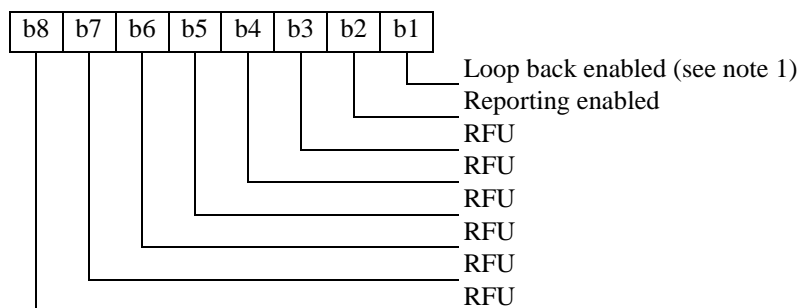 b8 b7 b6 b5 b4 b3 b2 b1
Loop back enabled (see note 1)
Reporting enabled
RFU
RFU
RFU
RFU
RFU
RFU